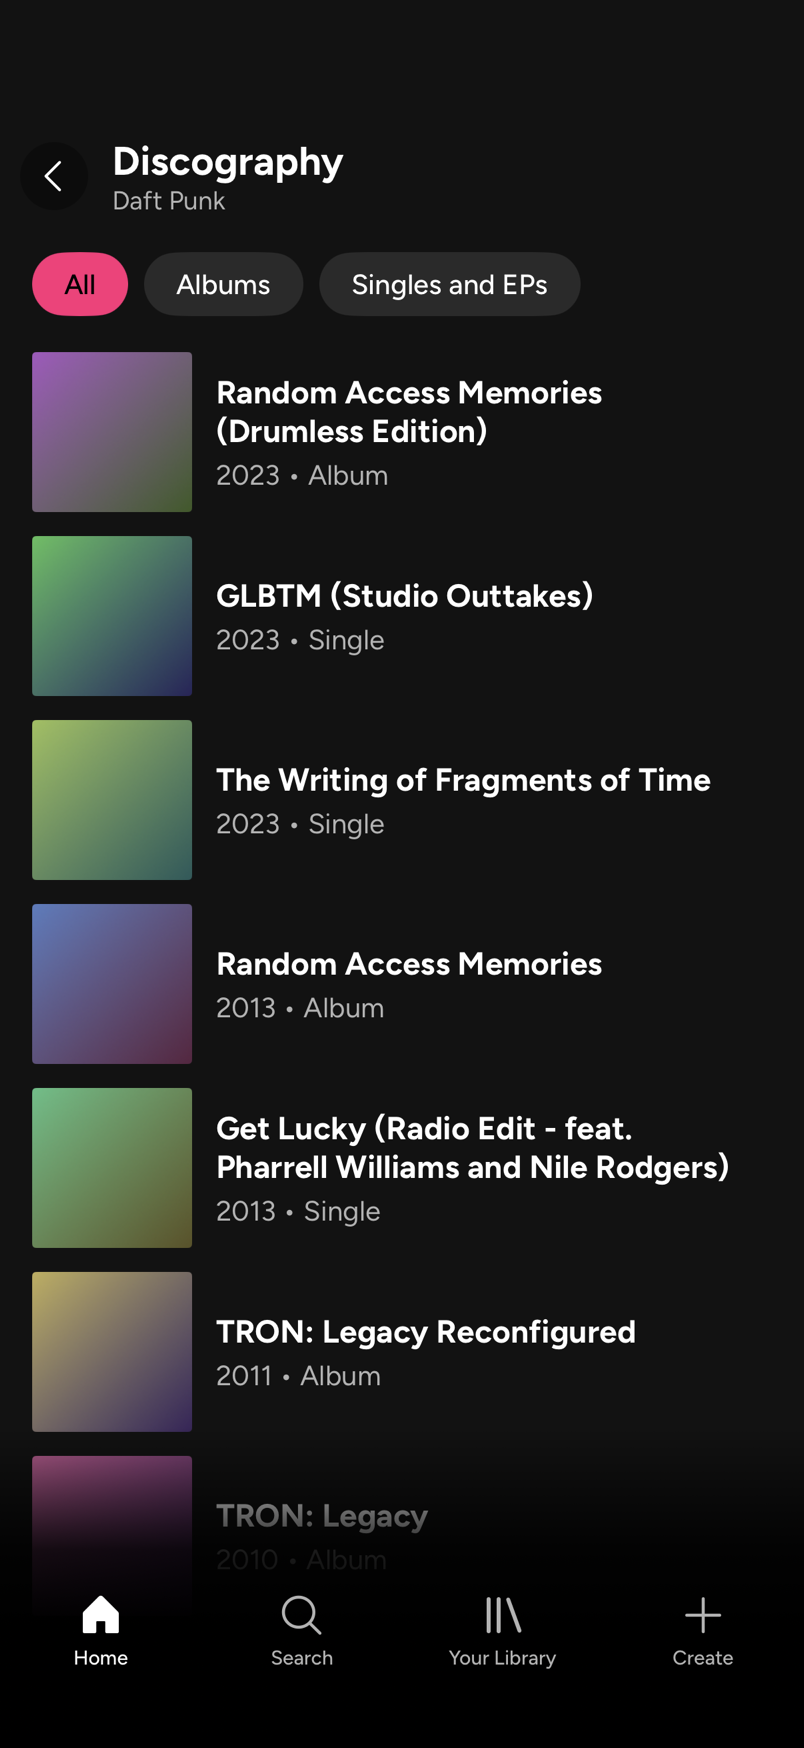 Discography
Daft Punk
All
Albums
Singles and EPs
Random Access Memories
(Drumless Edition)
2023 • Album
GLBTM (Studio Outtakes)
2023 • Single
The Writing of Fragments of Time
2023 • Single
Random Access Memories
2013 • Album
Get Lucky (Radio Edit - feat.
Pharrell Williams and Nile Rodgers)
2013 • Single
TRON: Legacy Reconfigured
2011 • Album
TRON: Legacy
2010 • Album
Home
Search
Your Library
Create